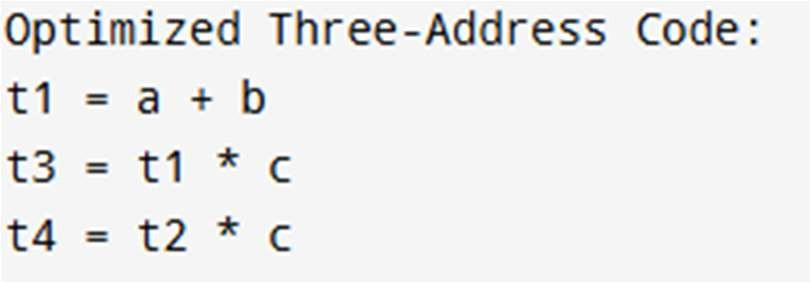 Optimized Three-Address Code:
t1 = a + b
t3 = t1 * c
t4 = t2 * c